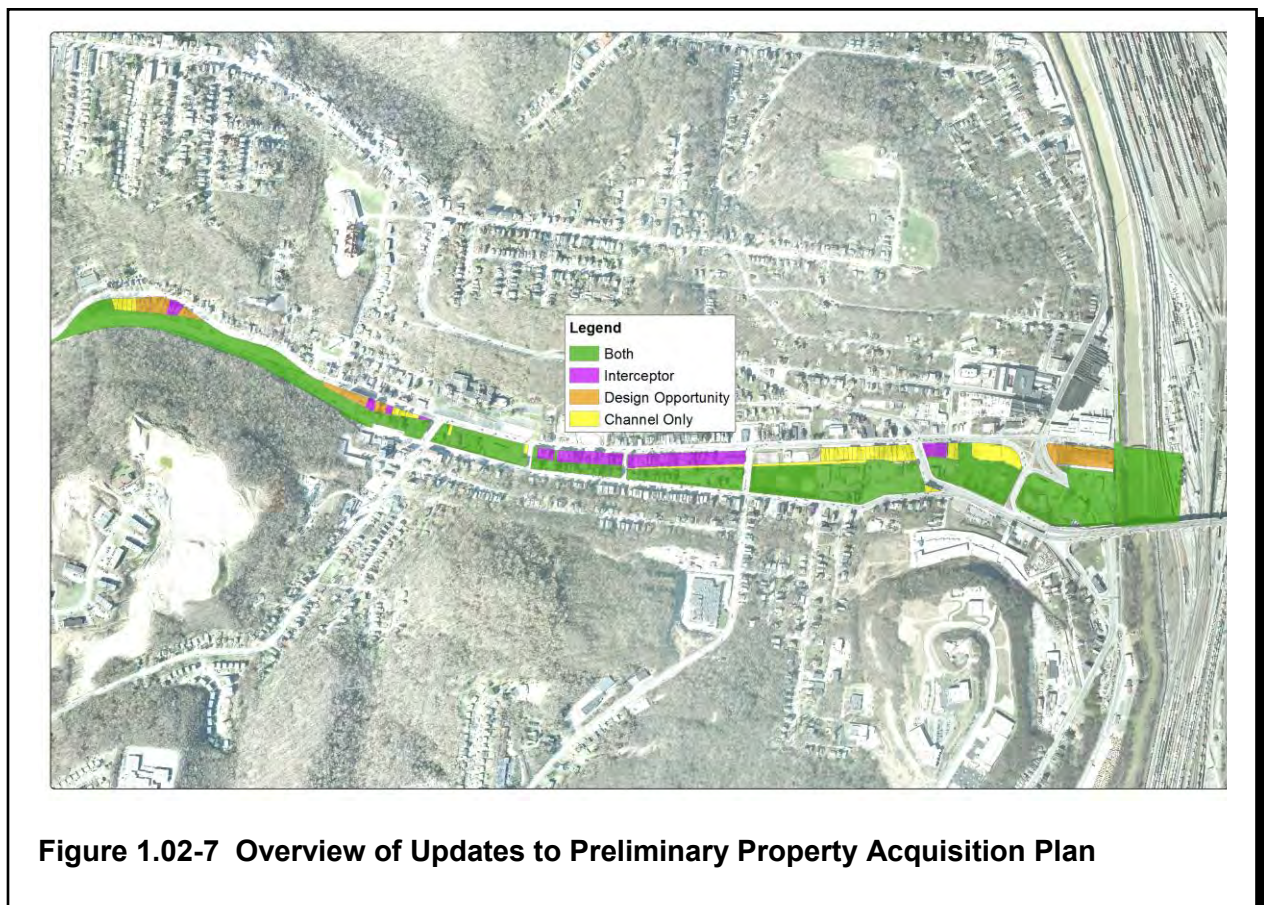 Legend
Both
Interceptor
Design Opportunity
Channel Only
Figure 1.02-7 Overview of Updates to Preliminary Property Acquisition Plan